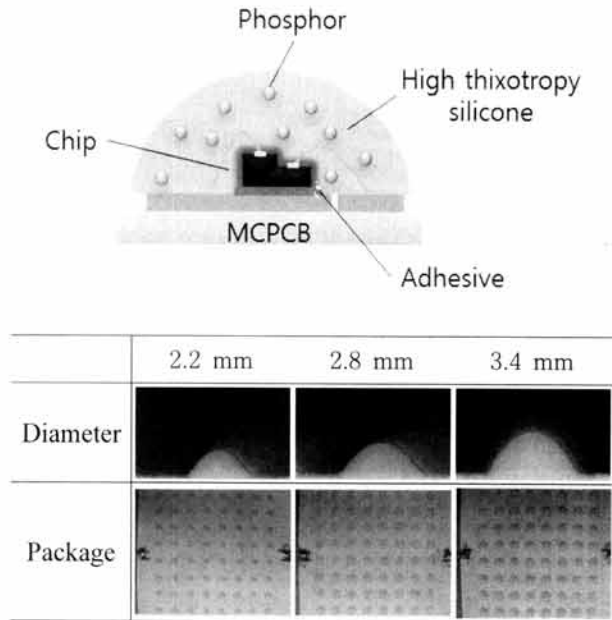 Phosphor
High thixotropy
silicone
Chip
MCPCB
Adhesive
2.2 mm 2.8 mm 3.4 mm
Diameter
Package